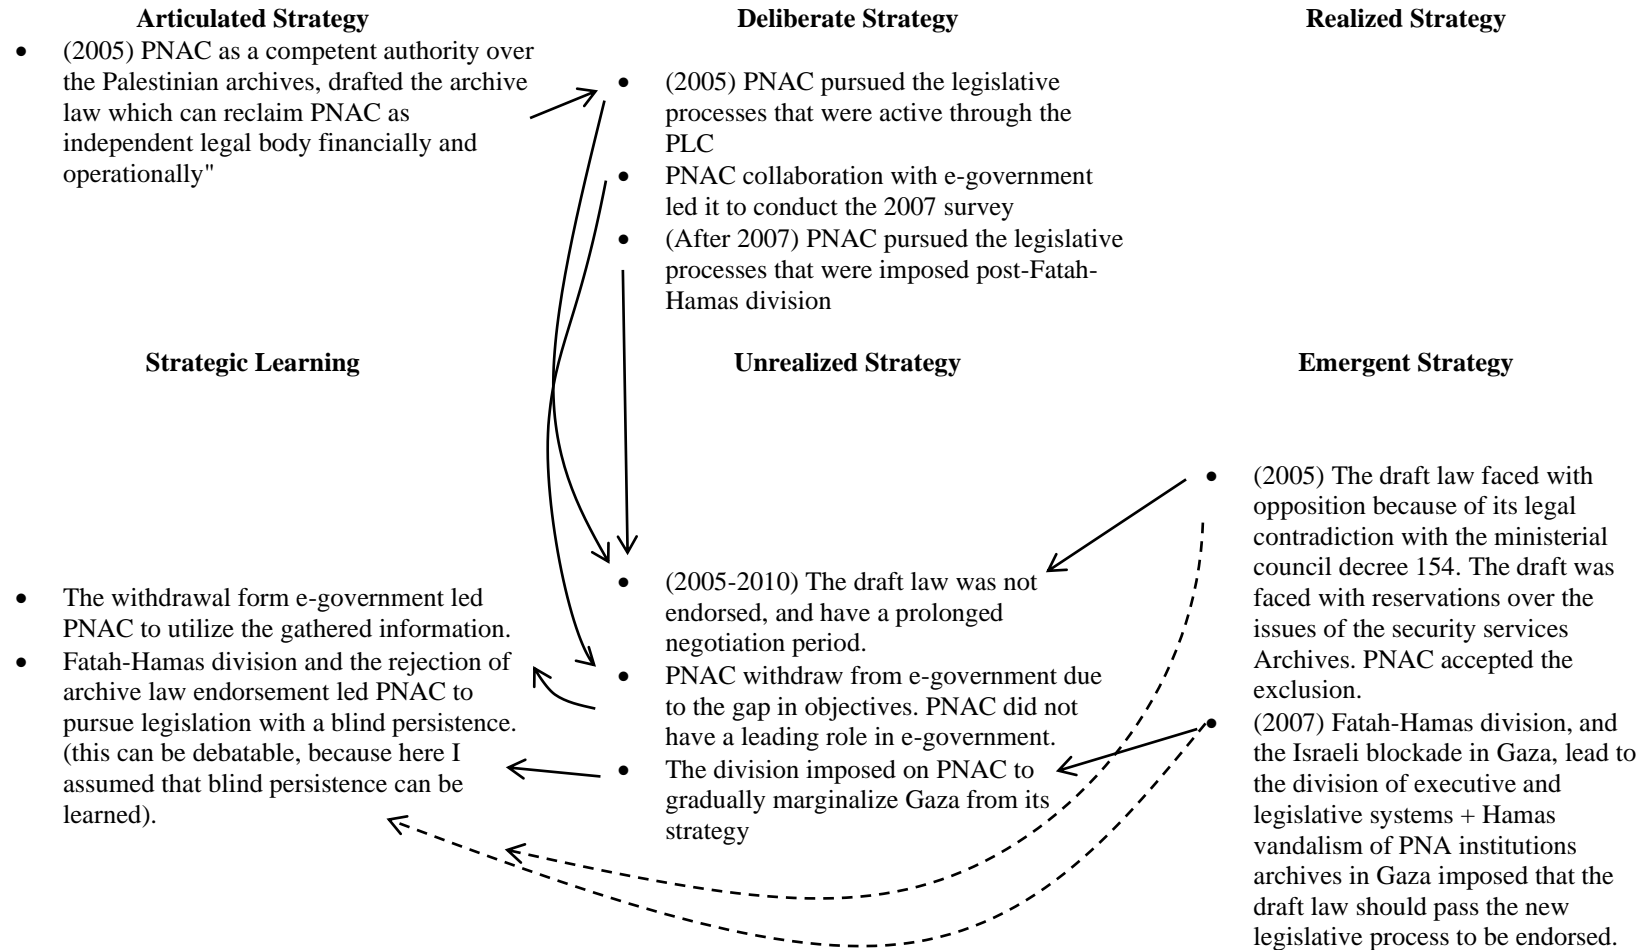 Articulated Strategy
• (2005) PNAC as a competent authority over
the Palestinian archives, drafted the archive
law which can reclaim PNAC as
independent legal body financially and
operationally"
Deliberate Strategy
• (2005) PNAC pursued the legislative
processes that were active through the
PLC
• PNAC collaboration with e-government
led it to conduct the 2007 survey
• (After 2007) PNAC pursued the legislative
processes that were imposed post-Fatah-
Hamas division
Realized Strategy
Strategic Learning
• The withdrawal form e-government led
PNAC to utilize the gathered information.
• Fatah-Hamas division and the rejection of
archive law endorsement led PNAC to
pursue legislation with a blind persistence.
(this can be debatable, because here I
assumed that blind persistence can be
learned).
Unrealized Strategy
• (2005-2010) The draft law was not
endorsed, and have a prolonged
negotiation period.
• PNAC withdraw from e-government due
to the gap in objectives. PNAC did not
have a leading role in e-government.
• The division imposed on PNAC to
gradually marginalize Gaza from its
strategy
Emergent Strategy
• (2005) The draft law faced with
opposition because of its legal
contradiction with the ministerial
council decree 154. The draft was
faced with reservations over the
issues of the security services
Archives. PNAC accepted the
exclusion.
• (2007) Fatah-Hamas division, and
the Israeli blockade in Gaza, lead to
the division of executive and
legislative systems + Hamas
vandalism of PNA institutions
archives in Gaza imposed that the
draft law should pass the new
legislative process to be endorsed.